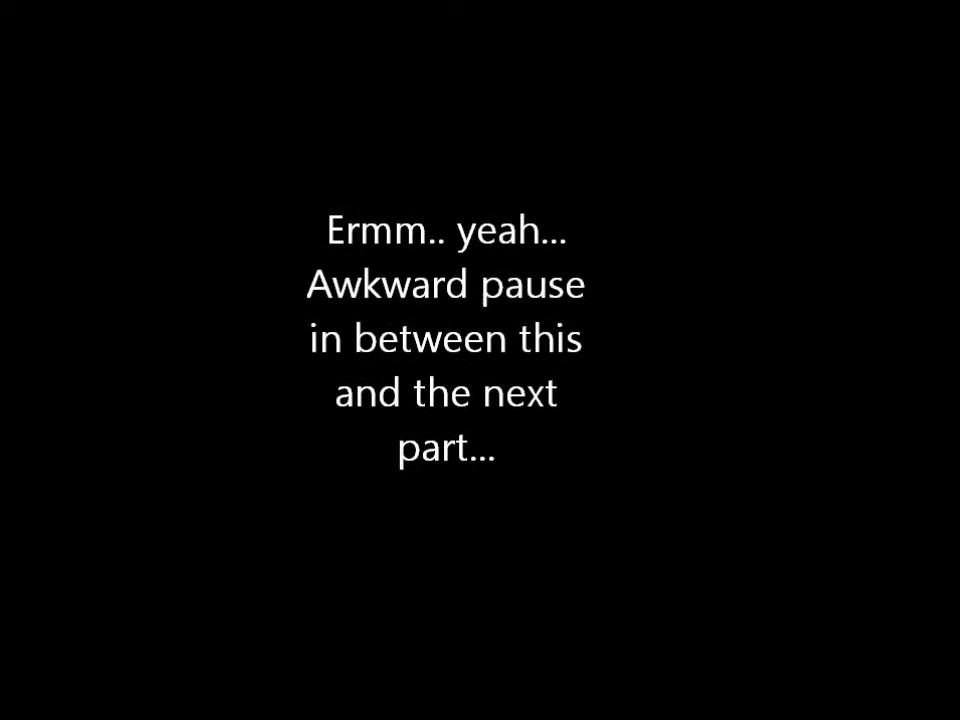 Ermm.. yeah...
Awkward pause
in between this
and the next
part...